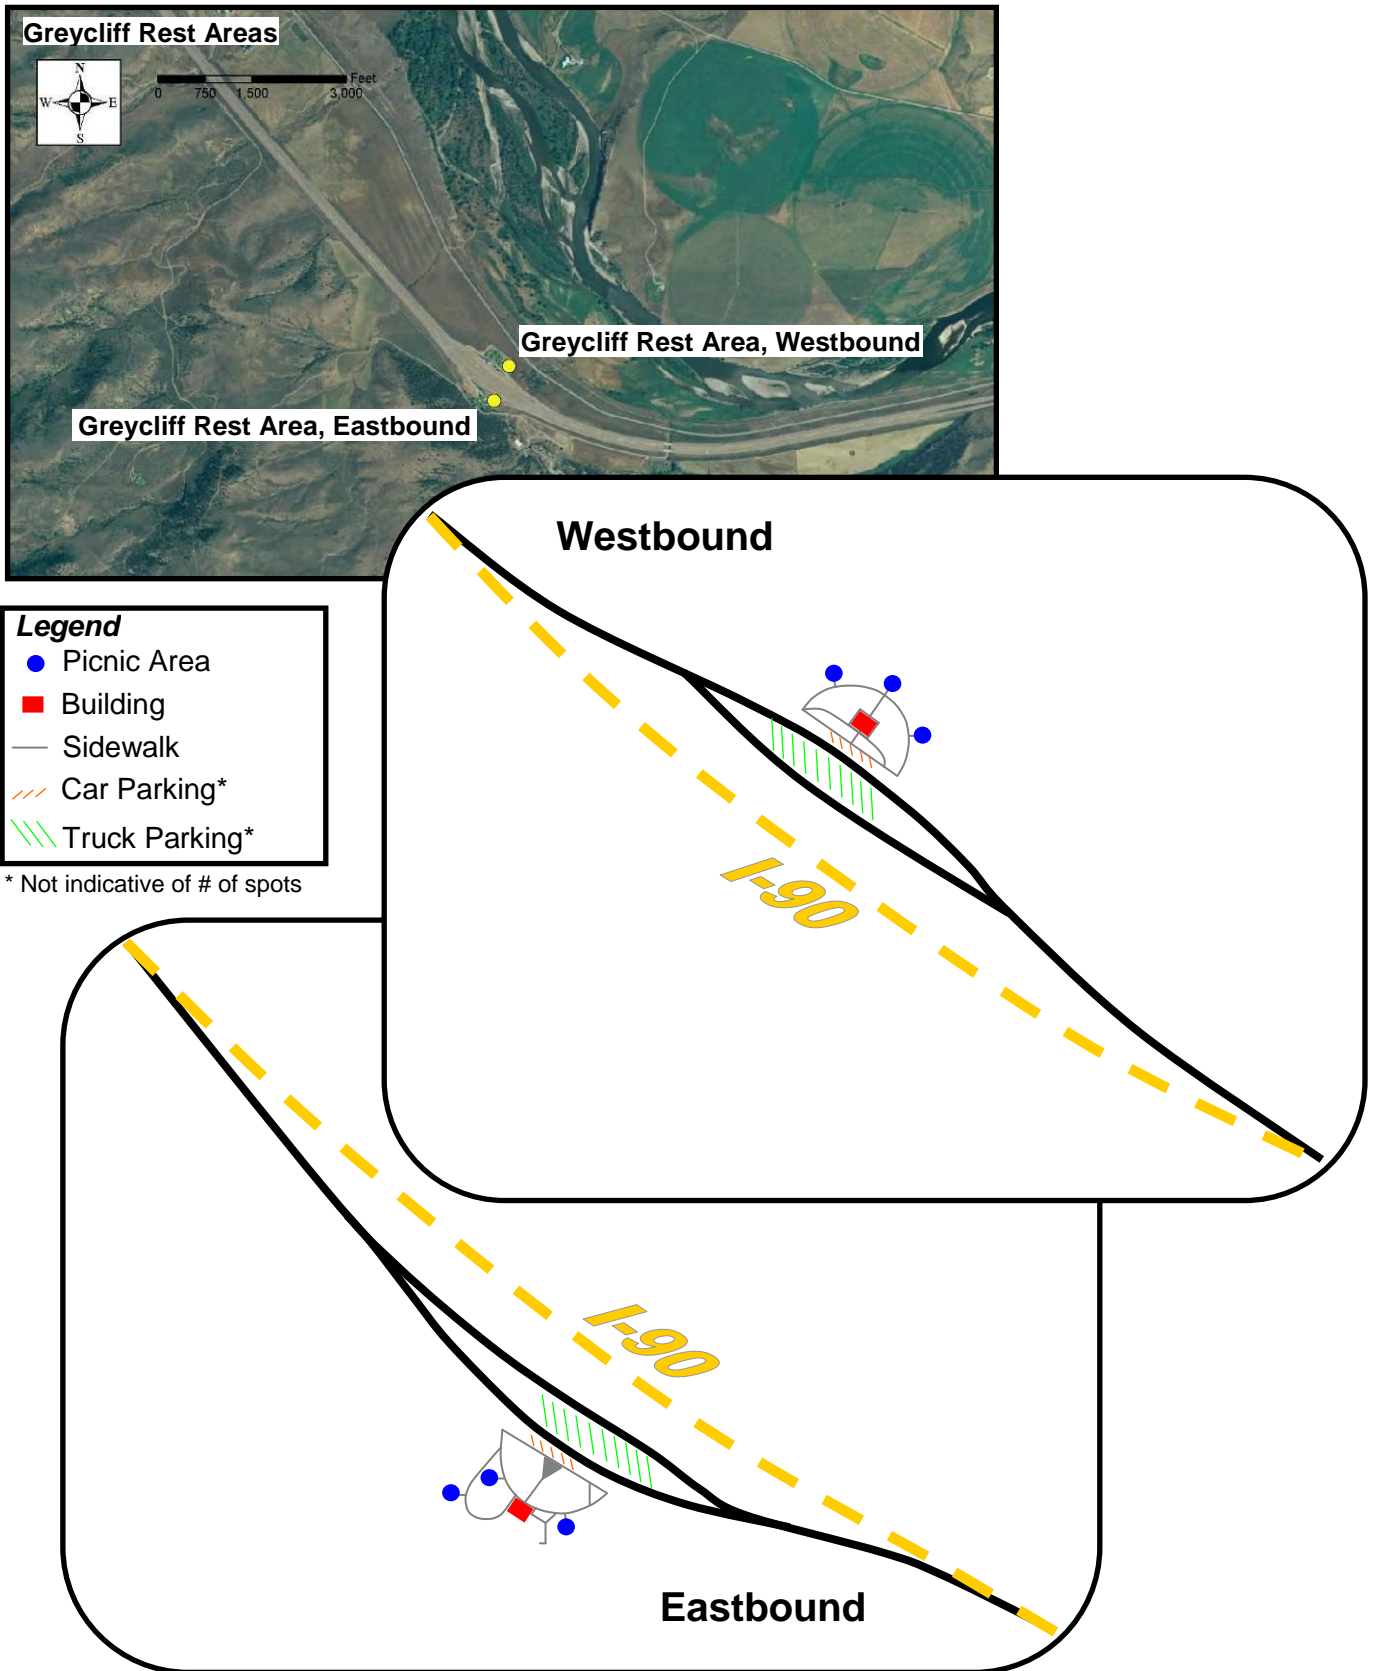 Greycliff Rest Areas
N
W E
S
Feet
0 750 1,500 3,000
Greycliff Rest Area, Westbound
Greycliff Rest Area, Eastbound
Westbound
Legend
Picnic Area
Building
Sidewalk
Car Parking*
Truck Parking*
* Not indicative of # of spots
I-90
I-90
Eastbound